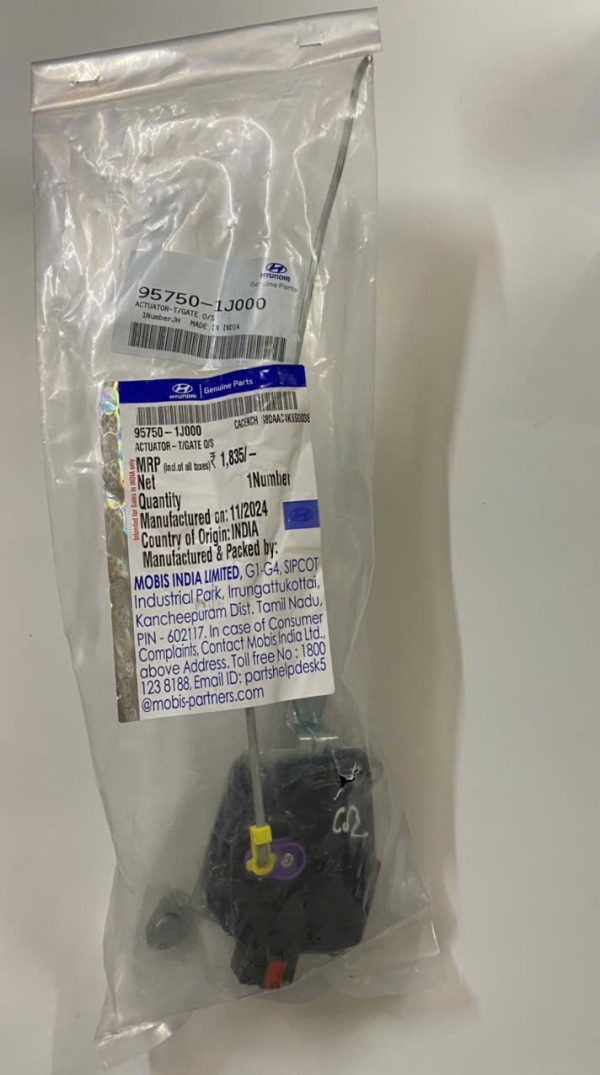 HYUNDAI
Genuine Parts
95750-1J000
ACTUATOR-T/GATE O/S
1NumberJH MADE IN INDIA
HYUNDAI
Genuine Parts
95750-1J000
ACTUATOR-T/GATE O/S
MRP (incl.of all taxes) ₹ 1,835/-
Net 1Number
Quantity
Manufactured on: 11/2024
Country of Origin: INDIA
Manufactured & Packed by:
Intended for Sales in INDIA only
MOBIS INDIA LIMITED, G1-G4, SIPCOT
Industrial Park, Irrungattukottai,
Kancheepuram Dist. Tamil Nadu,
PIN - 602117. In case of Consumer
Complaints, Contact Mobis India Ltd.,
above Address. Toll free No : 1800
123 8188, Email ID: partshelpdesk5
@mobis-partners.com